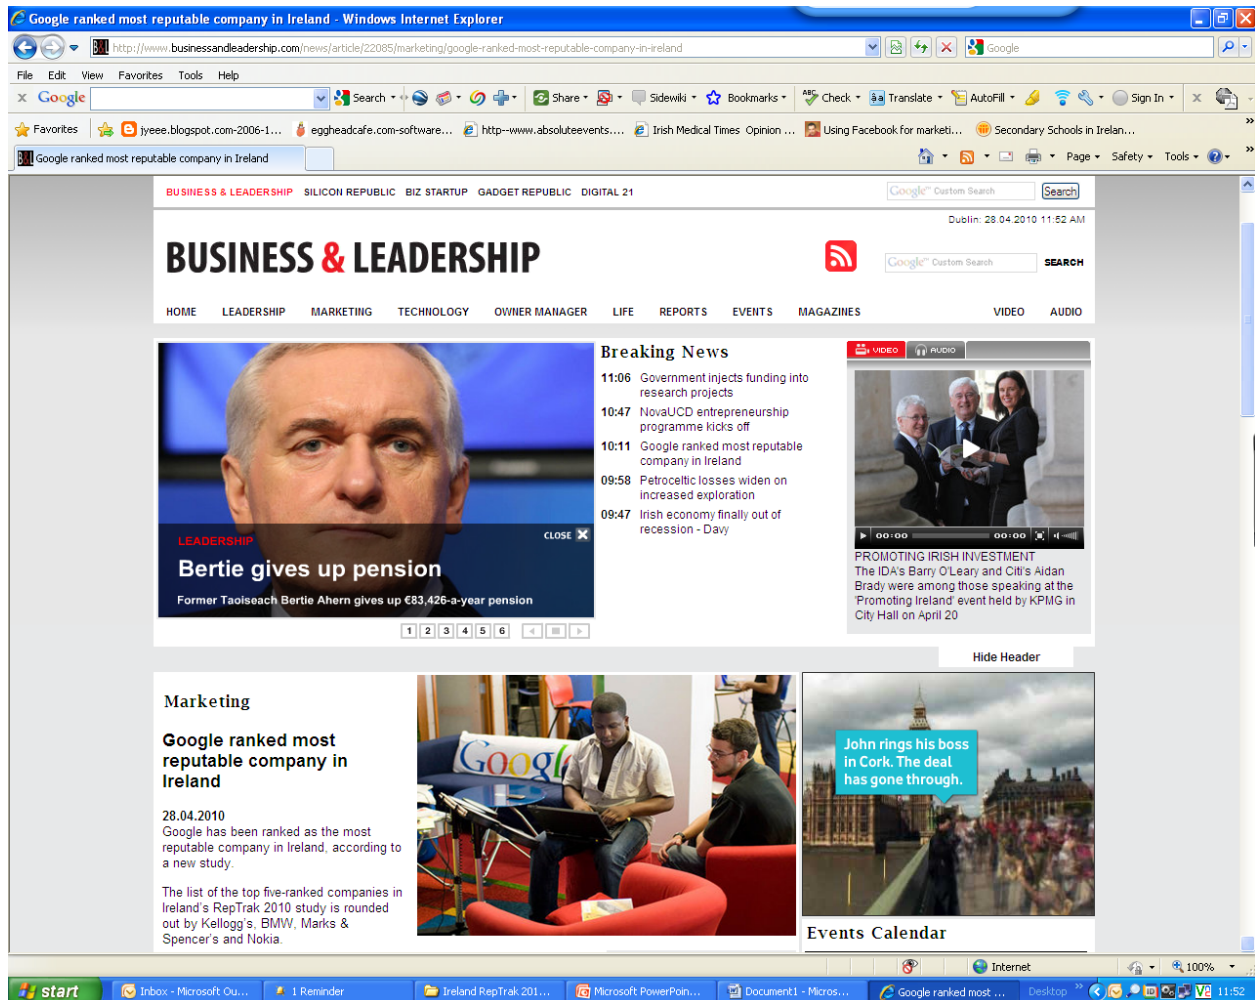 Google ranked most reputable company in Ireland - Windows Internet Explorer
http://www.businessandleadership.com/news/article/22085/marketing/google-ranked-most-reputable-company-in-ireland
Google
File Edit View Favorites Tools Help
x Google Search Share Sidewiki Bookmarks Check Translate AutoFill Sign In x
Favorites jyeee.blogspot.com-2006-1... eggheadcafe.com-software... http--www.absoluteevents.... Irish Medical Times Opinion ... Using Facebook for marketi... Secondary Schools in Irelan...
Google ranked most reputable company in Ireland Page Safety Tools
BUSINESS & LEADERSHIP SILICON REPUBLIC BIZ STARTUP GADGET REPUBLIC DIGITAL 21 Google™ Custom Search Search
Dublin: 28.04.2010 11:52 AM
BUSINESS & LEADERSHIP
Google™ Custom Search SEARCH
HOME LEADERSHIP MARKETING TECHNOLOGY OWNER MANAGER LIFE REPORTS EVENTS MAGAZINES VIDEO AUDIO
LEADERSHIP
CLOSE X
Bertie gives up pension
Former Taoiseach Bertie Ahern gives up €83,426-a-year pension
1 2 3 4 5 6
Breaking News
11:06 Government injects funding into
research projects
10:47 NovaUCD entrepreneurship
programme kicks off
10:11 Google ranked most reputable
company in Ireland
09:58 Petroceltic losses widen on
increased exploration
09:47 Irish economy finally out of
recession - Davy
VIDEO AUDIO
00:00 00:00
PROMOTING IRISH INVESTMENT
The IDA's Barry O'Leary and Citi's Aidan
Brady were among those speaking at the
'Promoting Ireland' event held by KPMG in
City Hall on April 20
Hide Header
Marketing
Google ranked most
reputable company in
Ireland
28.04.2010
Google has been ranked as the most
reputable company in Ireland, according to
a new study.
The list of the top five-ranked companies in
Ireland's RepTrak 2010 study is rounded
out by Kellogg's, BMW, Marks &
Spencer's and Nokia.
Google
John rings his boss
in Cork. The deal
has gone through.
Events Calendar
Internet 100%
start Inbox - Microsoft Ou... 1 Reminder Ireland RepTrak 201... Microsoft PowerPoin... Document1 - Micros... Google ranked most ... Desktop 11:52